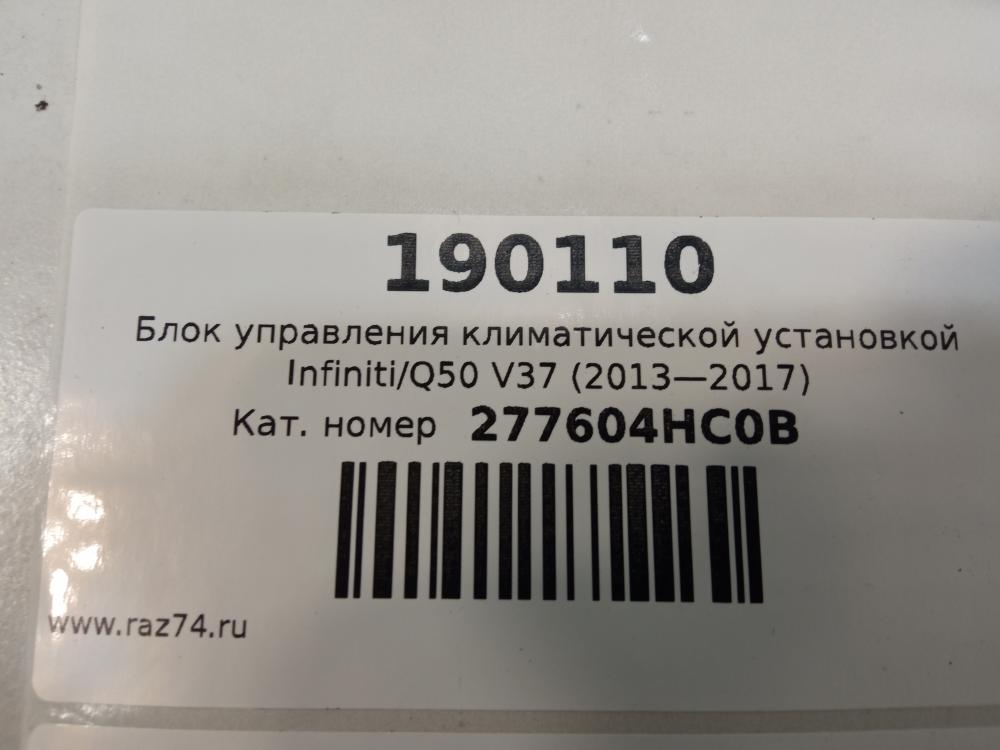 190110
Блок управления климатической установкой
Infiniti/Q50 V37 (2013—2017)
Кат. номер 277604HC0B
www.raz74.ru